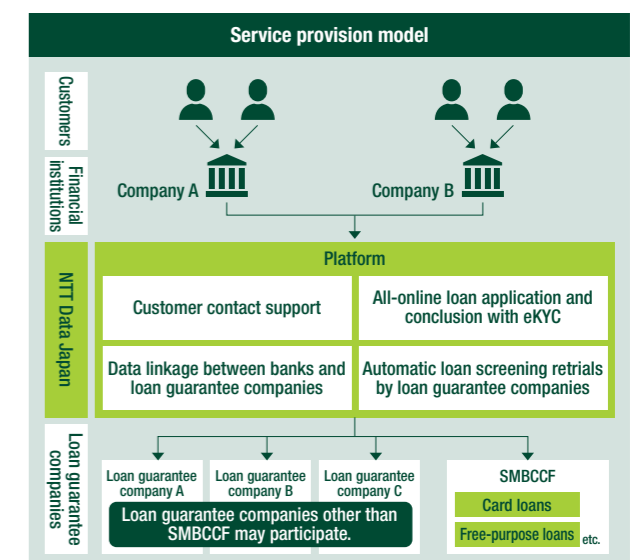 Service provision model
Customers
Financial
institutions
Company A
Company B
NTT Data Japan
Platform
Customer contact support
All-online loan application and
conclusion with eKYC
Data linkage between banks and
loan guarantee companies
Automatic loan screening retrials
by loan guarantee companies
Loan guarantee
companies
Loan guarantee
company A
Loan guarantee
company B
Loan guarantee
company C
Loan guarantee companies other than
SMBCCF may participate.
SMBCCF
Card loans
Free-purpose loans
etc.